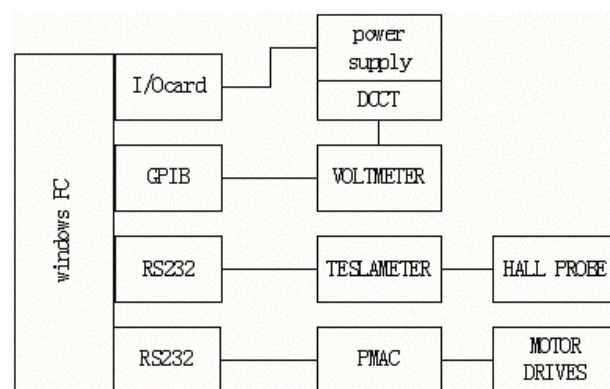 power
supply
I/Ocard
DCCT
GPIB
VOLTMETER
windows PC
RS232
TESLAMETER
HALL PROBE
RS232
PMAC
MOTOR
DRIVES